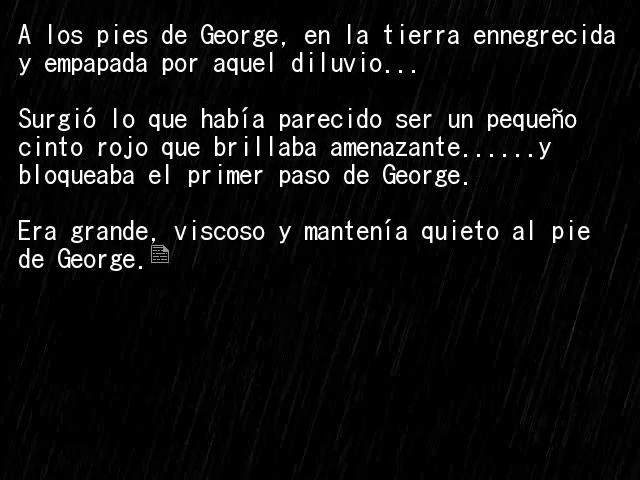 A los pies de George, en la tierra ennegrecida
y empapada por aquel diluvio...
Surgió lo que había parecido ser un pequeño
cinto rojo que brillaba amenazante......y
bloqueaba el primer paso de George.
Era grande, viscoso y mantenía quieto al pie
de George.